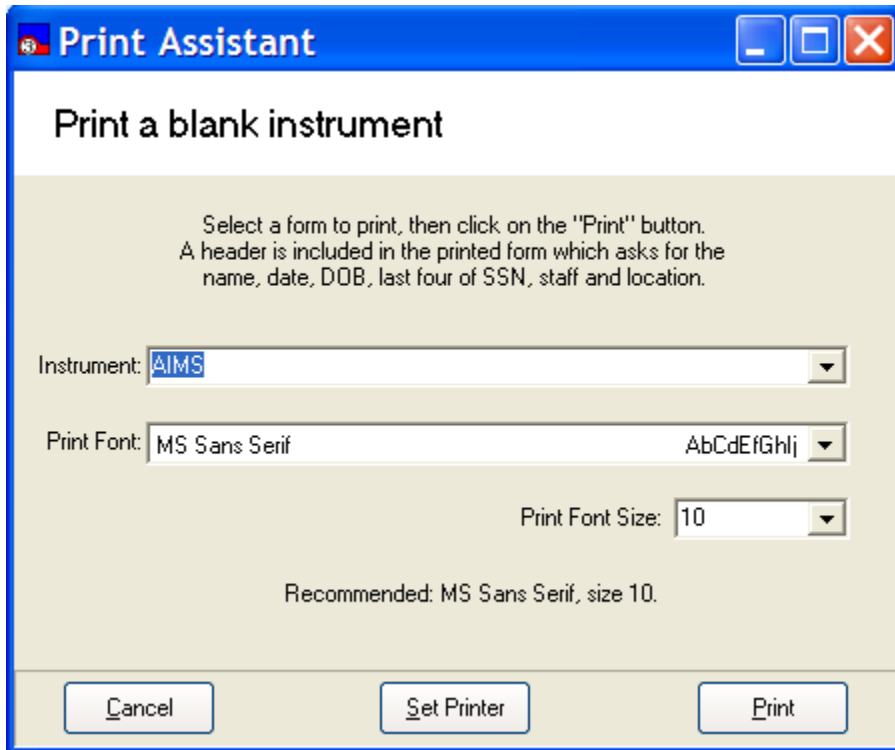 Print Assistant
Print a blank instrument
Select a form to print, then click on the "Print" button.
A header is included in the printed form which asks for the
name, date, DOB, last four of SSN, staff and location.
Instrument: AIMS
Print Font: MS Sans Serif AbCdEfGhIj
Print Font Size: 10
Recommended: MS Sans Serif, size 10.
Cancel Set Printer Print